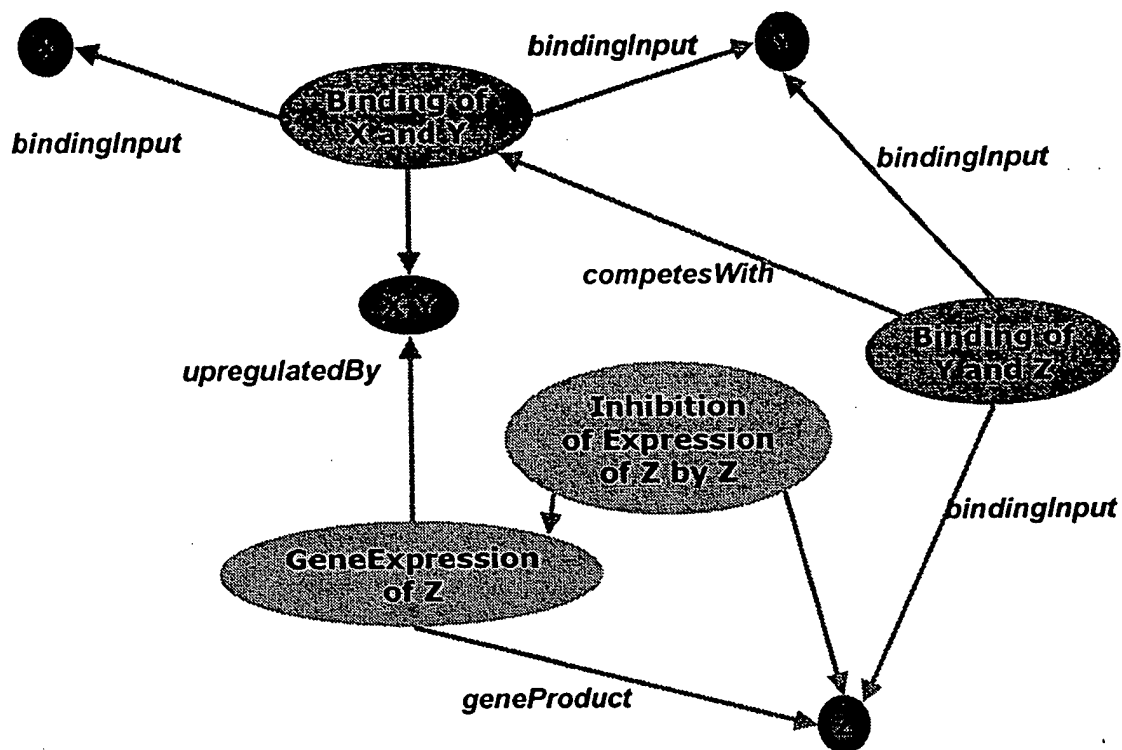 bindingInput
Binding of
X and Y
bindingInput
bindingInput
competesWith
X-Y
Binding of
Y and Z
upregulatedBy
Inhibition
of Expression
of Z by Z
bindingInput
GeneExpression
of Z
geneProduct
Z